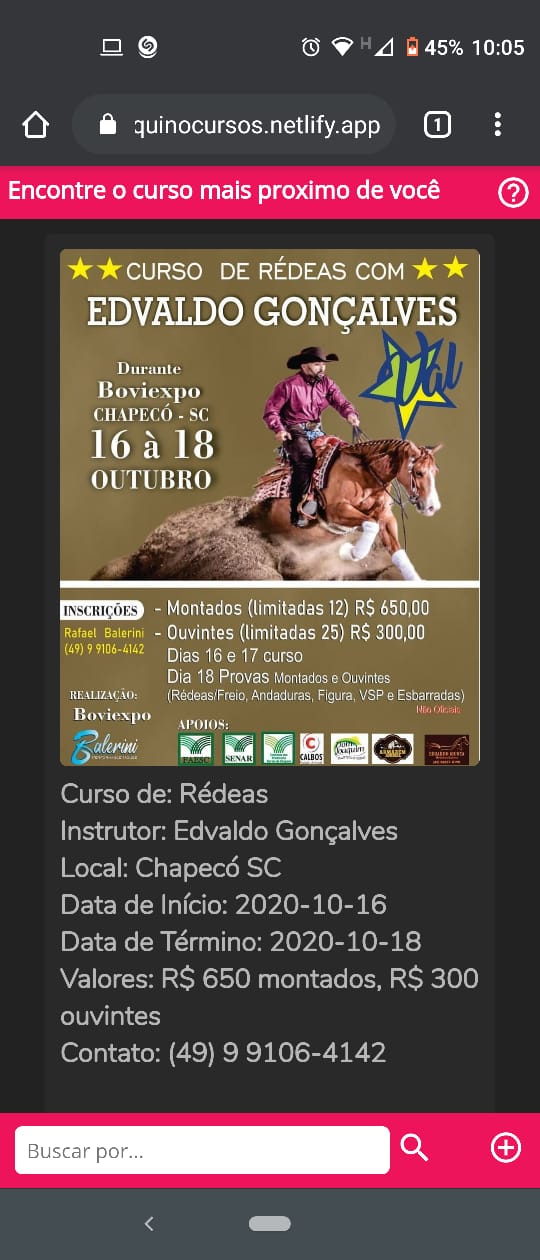 H 45% 10:05
quinocursos.netlify.app
1
Encontre o curso mais proximo de você
CURSO DE RÉDEAS COM
EDVALDO GONÇALVES
Val
Durante
Boviexpo
CHAPECÓ - SC
16 à 18
OUTUBRO
INSCRIÇÕES
Rafael Balerini
(49) 9 9106-4142
- Montados (limitadas 12) R$ 650,00
- Ouvintes (limitadas 25) R$ 300,00
Dias 16 e 17 curso
Dia 18 Provas Montados e Ouvintes
(Rédeas/Freio, Andaduras, Figura, VSP e Esbarradas)
Não Oficiais
REALIZAÇÃO:
Boviexpo
Balerini
APOIOS:
FAESC
SENAR
CALBOS
Curso de: Rédeas
Instrutor: Edvaldo Gonçalves
Local: Chapecó SC
Data de Início: 2020-10-16
Data de Término: 2020-10-18
Valores: R$ 650 montados, R$ 300
ouvintes
Contato: (49) 9 9106-4142
Buscar por...